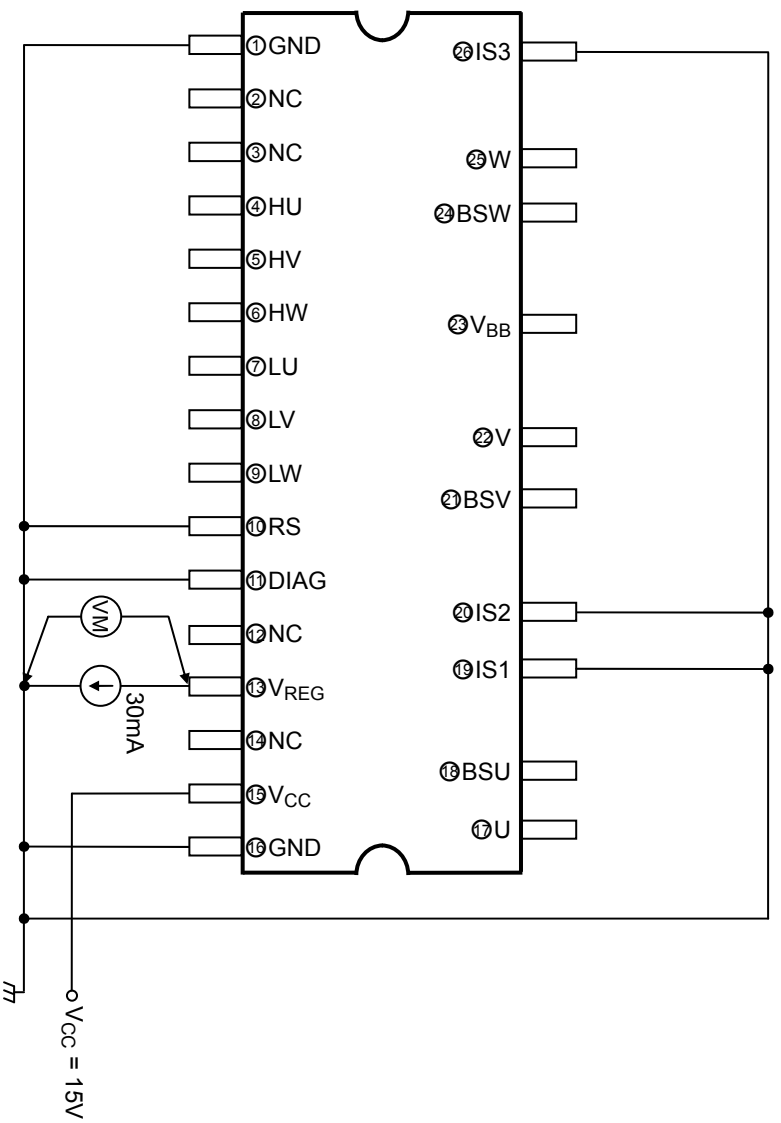 ①GND
②NC
③NC
④HU
⑤HV
⑥HW
⑦LU
⑧LV
⑨LW
⑩RS
⑪DIAG
⑫NC
⑬VREG
⑭NC
⑮VCC
⑯GND
㉖IS3
㉕W
㉔BSW
㉓VBB
㉒V
㉑BSV
⑳IS2
⑲IS1
⑱BSU
⑰U
VM
30mA
VCC = 15V